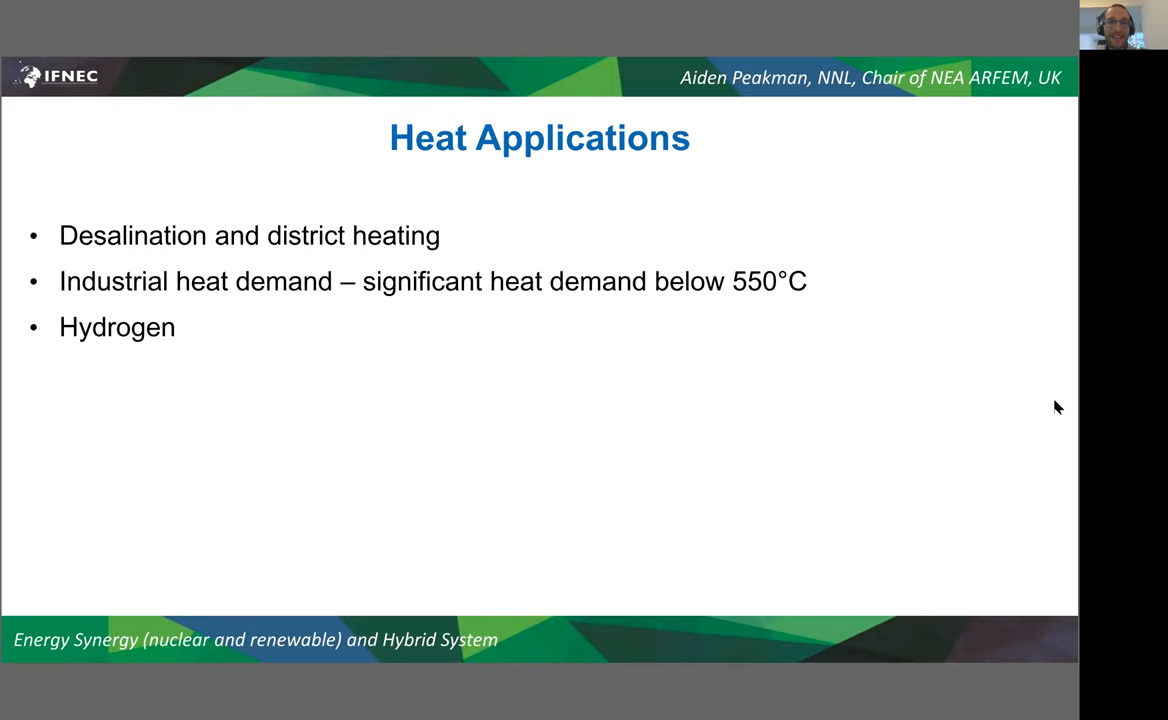 IFNEC
Aiden Peakman, NNL, Chair of NEA ARFEM, UK
Heat Applications
• Desalination and district heating
• Industrial heat demand – significant heat demand below 550°C
• Hydrogen
Energy Synergy (nuclear and renewable) and Hybrid System